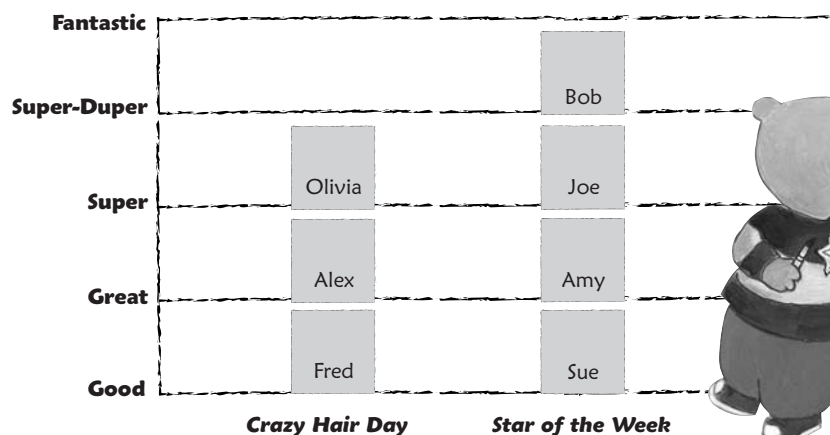 Fantastic
Bob
Super-Duper
Olivia Joe
Super
Alex Amy
Great
Fred Sue
Good
Crazy Hair Day Star of the Week